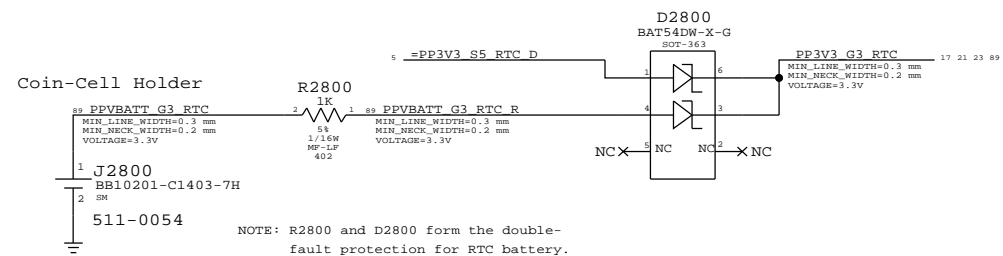 D2800
BAT54DW-X-G
SOT-363
5 =PP3V3_S5_RTC_D
PP3V3_G3_RTC 17 21 23 89
MIN_LINE_WIDTH=0.3 mm
MIN_NECK_WIDTH=0.2 mm
VOLTAGE=3.3V
1
6
Coin-Cell Holder
R2800
1K
89 PPVBATT_G3_RTC
2
1
89 PPVBATT_G3_RTC_R
4
3
MIN_LINE_WIDTH=0.3 mm
MIN_NECK_WIDTH=0.2 mm
VOLTAGE=3.3V
5%
1/16W
MF-LF
402
MIN_LINE_WIDTH=0.3 mm
MIN_NECK_WIDTH=0.2 mm
VOLTAGE=3.3V
NC 5 NC
NC 2 NC
1
J2800
BB10201-C1403-7H
2 SM
511-0054
NOTE: R2800 and D2800 form the double-
fault protection for RTC battery.